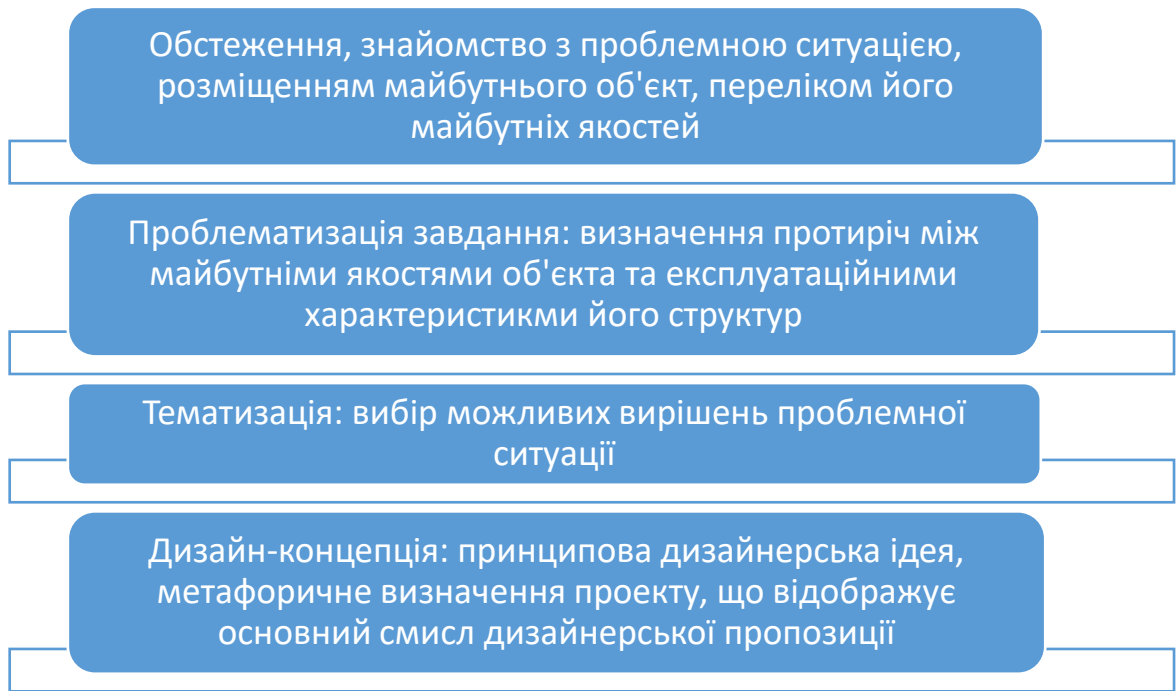 Обстеження, знайомство з проблемною ситуацією,
розміщенням майбутнього об'єкт, переліком його
майбутніх якостей
Проблематизація завдання: визначення протиріч між
майбутніми якостями об'єкта та експлуатаційними
характеристикми його структур
Тематизація: вибір можливих вирішень проблемної
ситуації
Дизайн-концепція: принципова дизайнерська ідея,
метафоричне визначення проекту, що відображує
основний смисл дизайнерської пропозиції